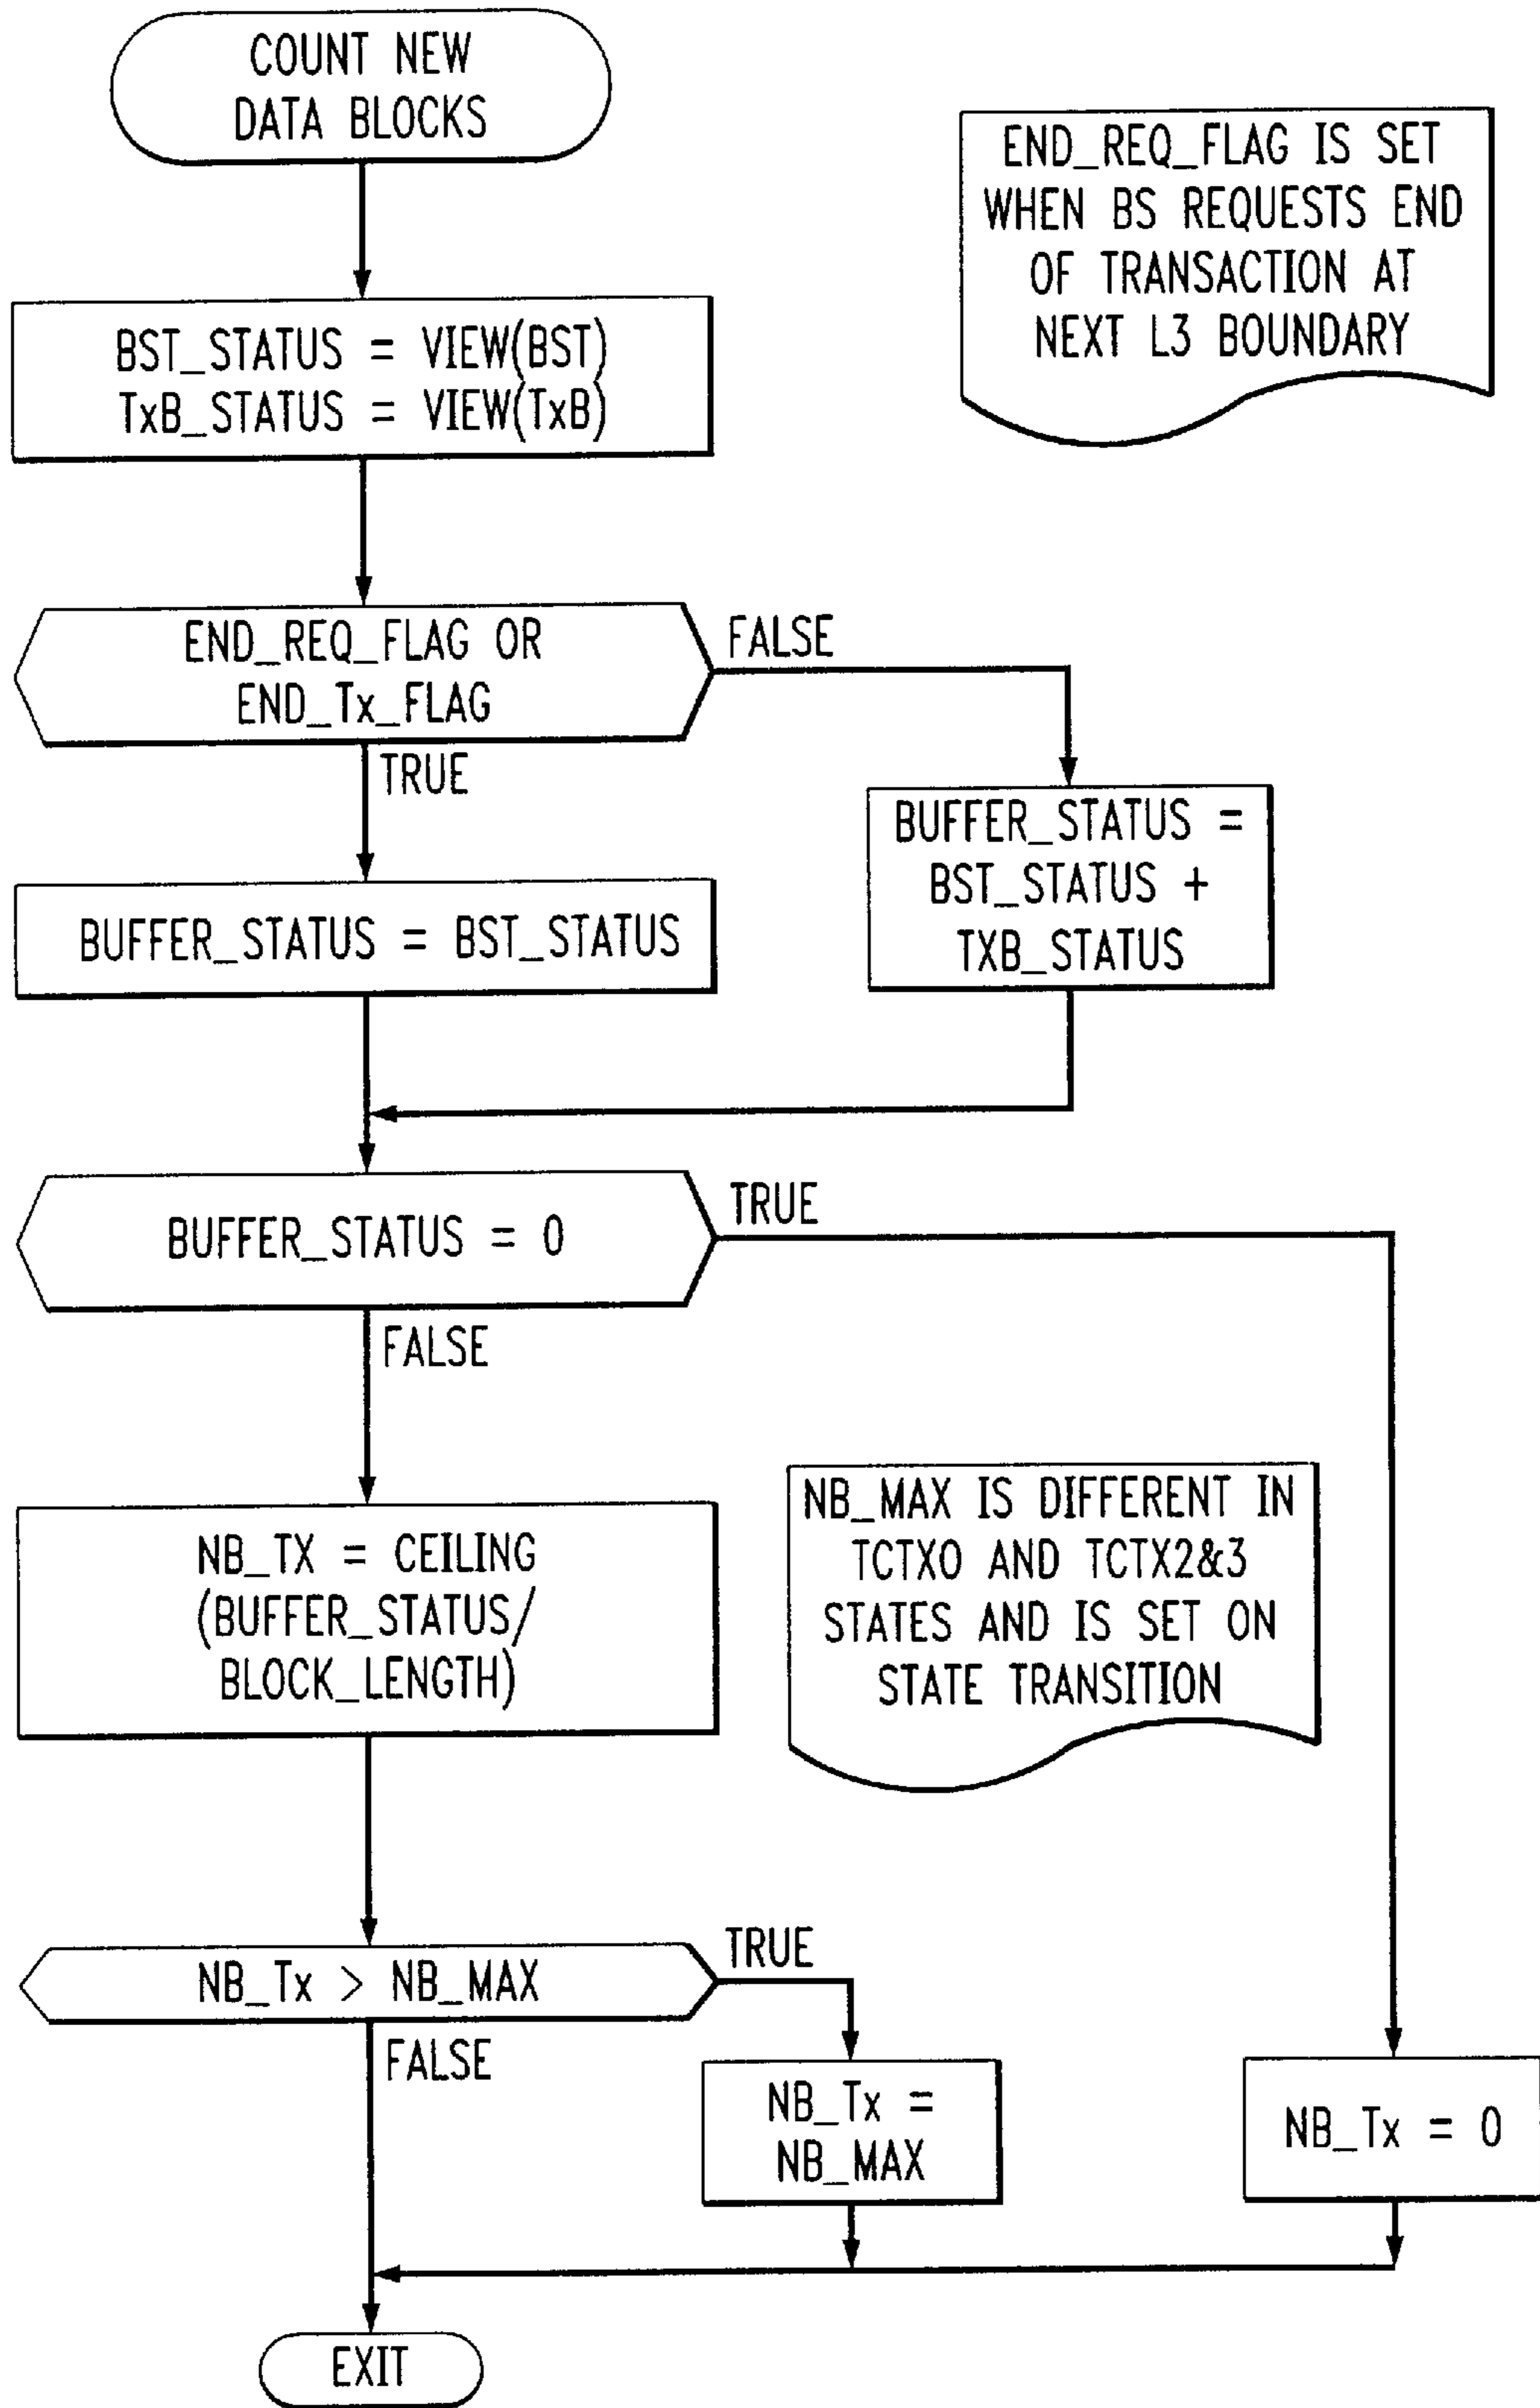 COUNT NEW
DATA BLOCKS
END_REQ_FLAG IS SET
WHEN BS REQUESTS END
OF TRANSACTION AT
NEXT L3 BOUNDARY
BST_STATUS = VIEW(BST)
TxB_STATUS = VIEW(TxB)
END_REQ_FLAG OR
END_Tx_FLAG
FALSE
TRUE
BUFFER_STATUS =
BST_STATUS +
TXB_STATUS
BUFFER_STATUS = BST_STATUS
BUFFER_STATUS = 0
TRUE
FALSE
NB_TX = CEILING
(BUFFER_STATUS/
BLOCK_LENGTH)
NB_MAX IS DIFFERENT IN
TCTX0 AND TCTX2&3
STATES AND IS SET ON
STATE TRANSITION
NB_Tx > NB_MAX
TRUE
FALSE
NB_Tx =
NB_MAX
NB_Tx = 0
EXIT